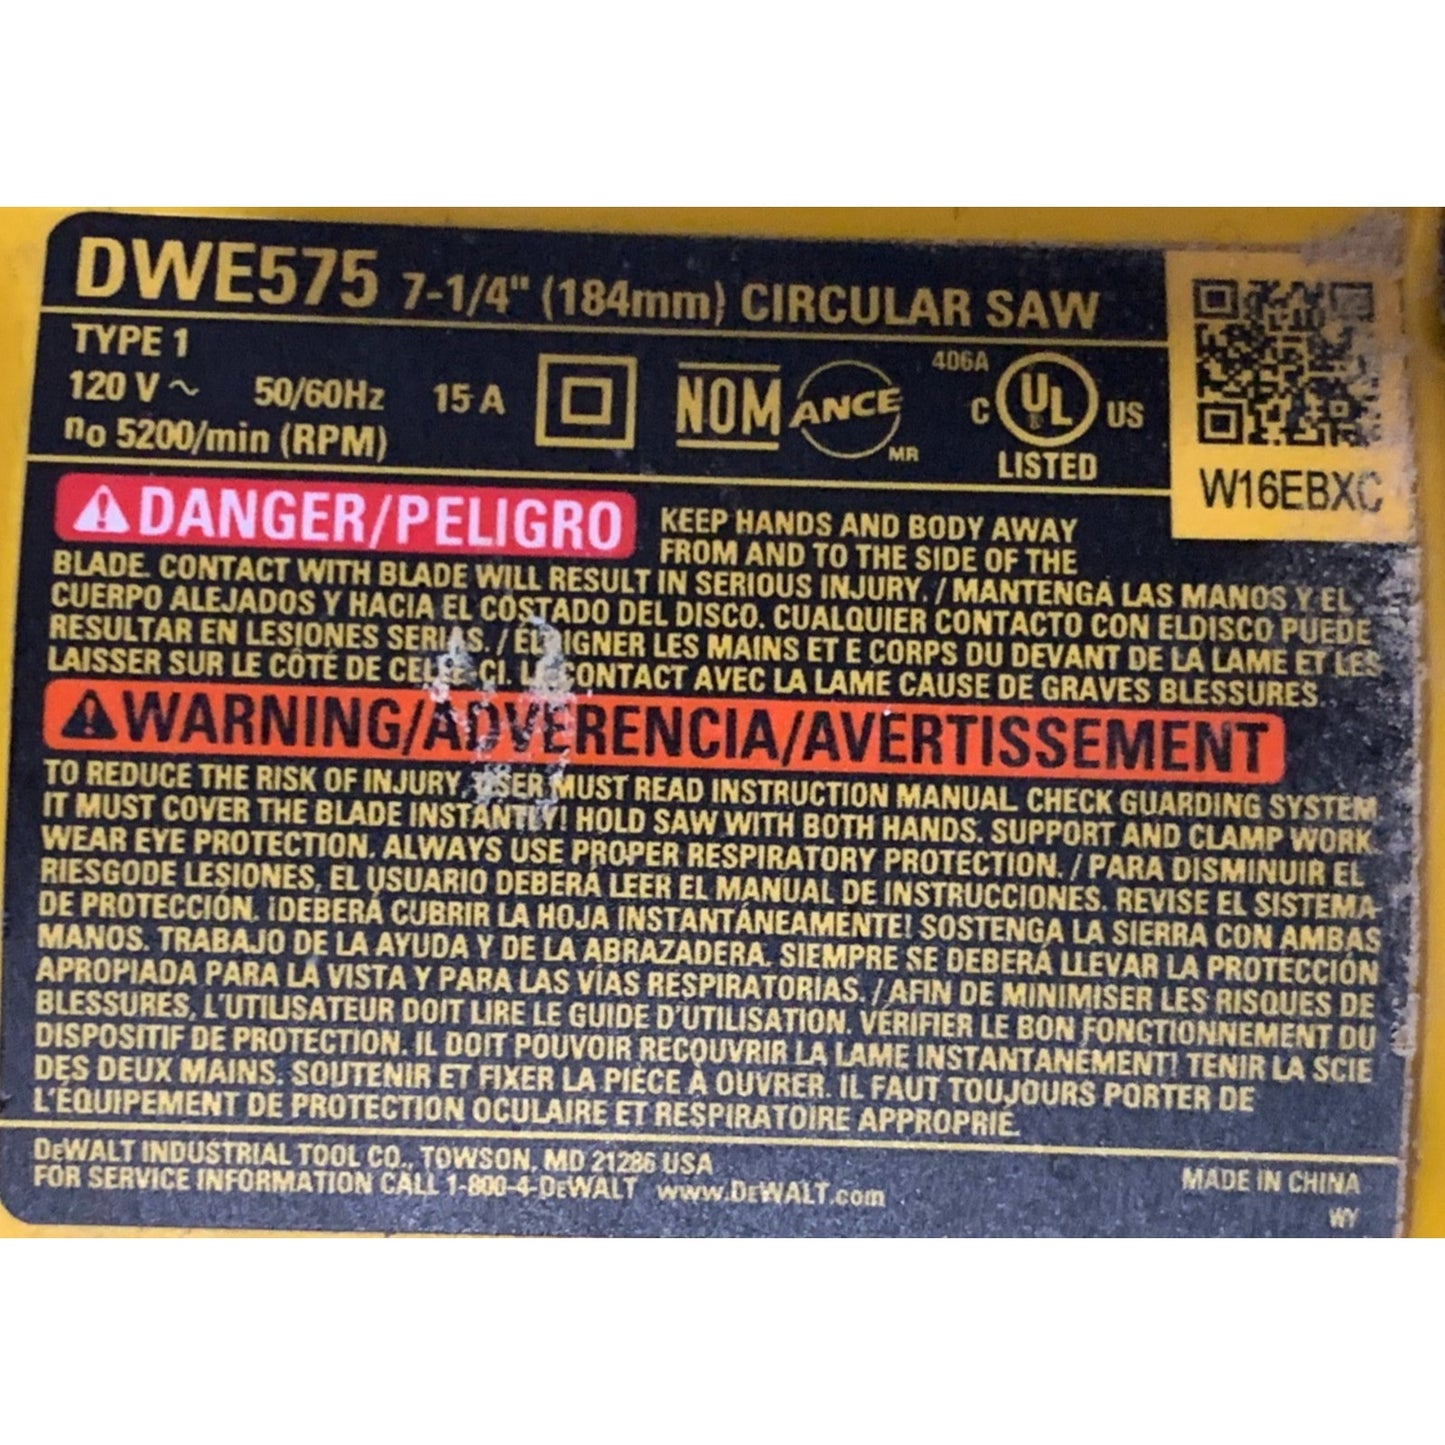 DWE575 7-1/4" (184mm) CIRCULAR SAW
TYPE 1
120 V ~ 50/60Hz 15 A
no 5200/min (RPM)
NOM
ANCE
MR
406A
C UL US
LISTED
W16EBXC
DANGER/PELIGRO KEEP HANDS AND BODY AWAY
FROM AND TO THE SIDE OF THE
BLADE. CONTACT WITH BLADE WILL RESULT IN SERIOUS INJURY. / MANTENGA LAS MANOS Y EL
CUERPO ALEJADOS Y HACIA EL COSTADO DEL DISCO. CUALQUIER CONTACTO CON ELDISCO PUEDE
RESULTAR EN LESIONES SERIAS. / ÉLOIGNER LES MAINS ET E CORPS DU DEVANT DE LA LAME ET LES
LAISSER SUR LE CÔTÉ DE CELLE-CI. LE CONTACT AVEC LA LAME CAUSE DE GRAVES BLESSURES.
WARNING/ADVERENCIA/AVERTISSEMENT
TO REDUCE THE RISK OF INJURY, USER MUST READ INSTRUCTION MANUAL. CHECK GUARDING SYSTEM
IT MUST COVER THE BLADE INSTANTLY! HOLD SAW WITH BOTH HANDS. SUPPORT AND CLAMP WORK.
WEAR EYE PROTECTION. ALWAYS USE PROPER RESPIRATORY PROTECTION. / PARA DISMINUIR EL
RIESGODE LESIONES, EL USUARIO DEBERÁ LEER EL MANUAL DE INSTRUCCIONES. REVISE EL SISTEMA
DE PROTECCIÓN. ¡DEBERÁ CUBRIR LA HOJA INSTANTÁNEAMENTE! SOSTENGA LA SIERRA CON AMBAS
MANOS. TRABAJO DE LA AYUDA Y DE LA ABRAZADERA. SIEMPRE SE DEBERÁ LLEVAR LA PROTECCIÓN
APROPIADA PARA LA VISTA Y PARA LAS VÍAS RESPIRATORIAS. / AFIN DE MINIMISER LES RISQUES DE
BLESSURES, L'UTILISATEUR DOIT LIRE LE GUIDE D'UTILISATION. VÉRIFIER LE BON FONCTIONNEMENT DU
DISPOSITIF DE PROTECTION. IL DOIT POUVOIR RECOUVRIR LA LAME INSTANTANÉMENT! TENIR LA SCIE
DES DEUX MAINS. SOUTENIR ET FIXER LA PIÈCE À OUVRER. IL FAUT TOUJOURS PORTER DE
L'ÉQUIPEMENT DE PROTECTION OCULAIRE ET RESPIRATOIRE APPROPRIÉ.
DEWALT INDUSTRIAL TOOL CO., TOWSON, MD 21286 USA
FOR SERVICE INFORMATION CALL 1-800-4-DEWALT www.DEWALT.com
MADE IN CHINA
WY